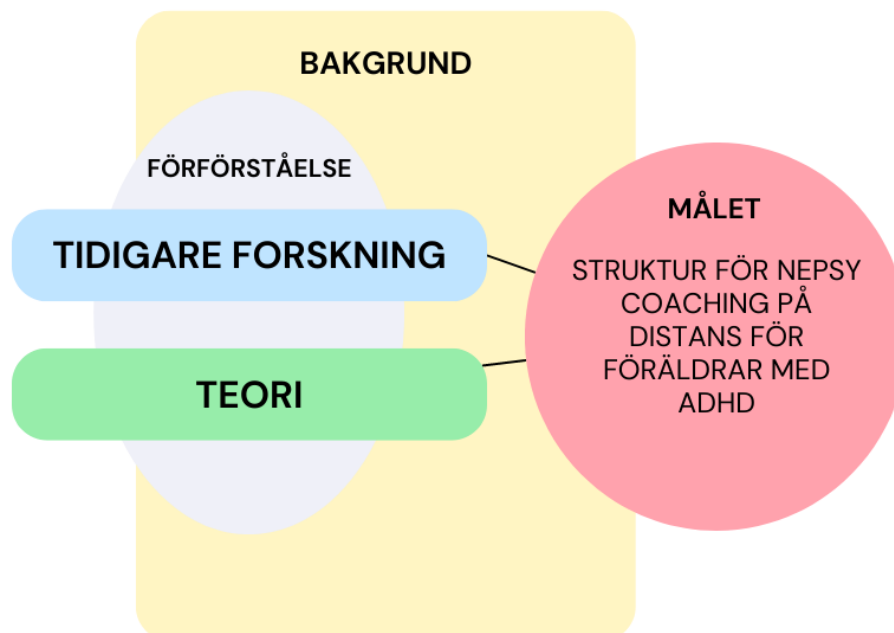 BAKGRUND
FÖRFÖRSTÅELSE
TIDIGARE FORSKNING
TEORI
MÅLET
STRUKTUR FÖR NEPSY
COACHING PÅ
DISTANS FÖR
FÖRÄLDRAR MED
ADHD